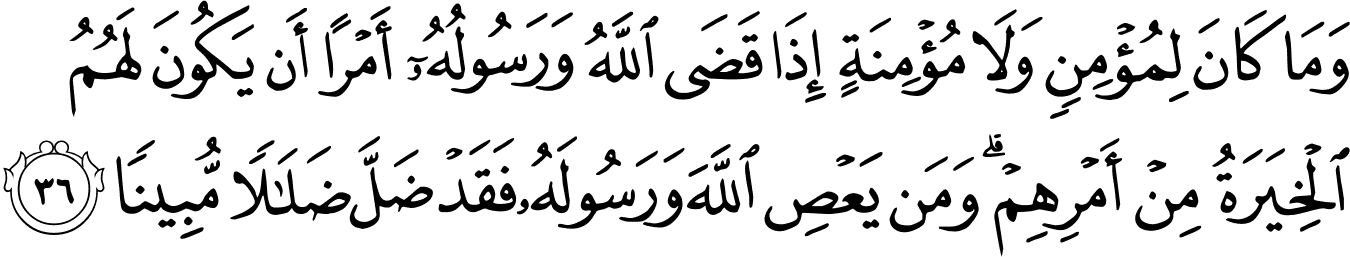 وَمَا كَانَ لِمُؤْمِنٍ وَلَا مُؤْمِنَةٍ إِذَا قَضَى ٱللَّهُ وَرَسُولُهُۥٓ أَمْرًا أَن يَكُونَ لَهُمُ
ٱلْخِيَرَةُ مِنْ أَمْرِهِمْ ۗ وَمَن يَعْصِ ٱللَّهَ وَرَسُولَهُۥ فَقَدْ ضَلَّ ضَلَـٰلًا مُّبِينًا ٣٦